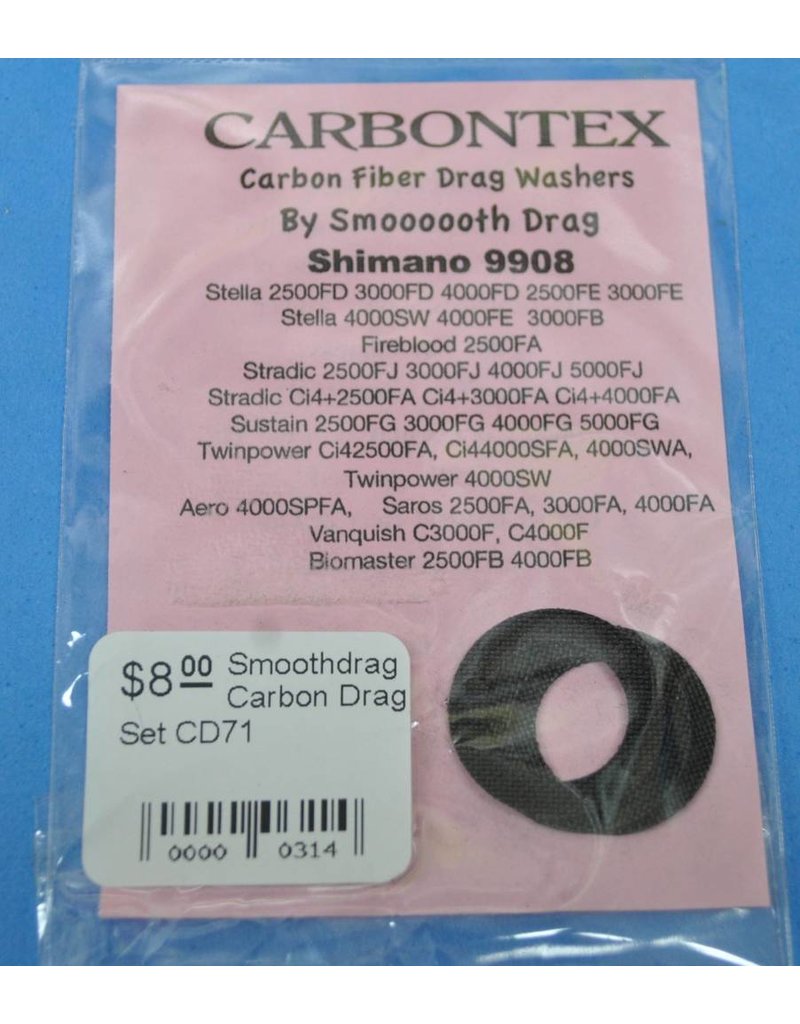 CARBONTEX
Carbon Fiber Drag Washers
By Smoooooth Drag
Shimano 9908
Stella 2500FD 3000FD 4000FD 2500FE 3000FE
Stella 4000SW 4000FE 3000FB
Fireblood 2500FA
Stradic 2500FJ 3000FJ 4000FJ 5000FJ
Stradic Ci4+2500FA Ci4+3000FA Ci4+4000FA
Sustain 2500FG 3000FG 4000FG 5000FG
Twinpower Ci42500FA, Ci44000SFA, 4000SWA,
Twinpower 4000SW
Aero 4000SPFA, Saros 2500FA, 3000FA, 4000FA
Vanquish C3000F, C4000F
Biomaster 2500FB 4000FB
$8 00 Smoothdrag
Carbon Drag
Set CD71
0000 0314